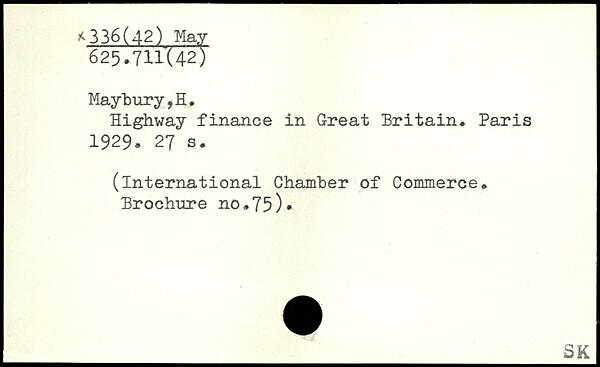 x336(42) May
625.711(42)
Maybury,H.
Highway finance in Great Britain. Paris
1929. 27 s.
(International Chamber of Commerce.
Brochure no.75).
SK